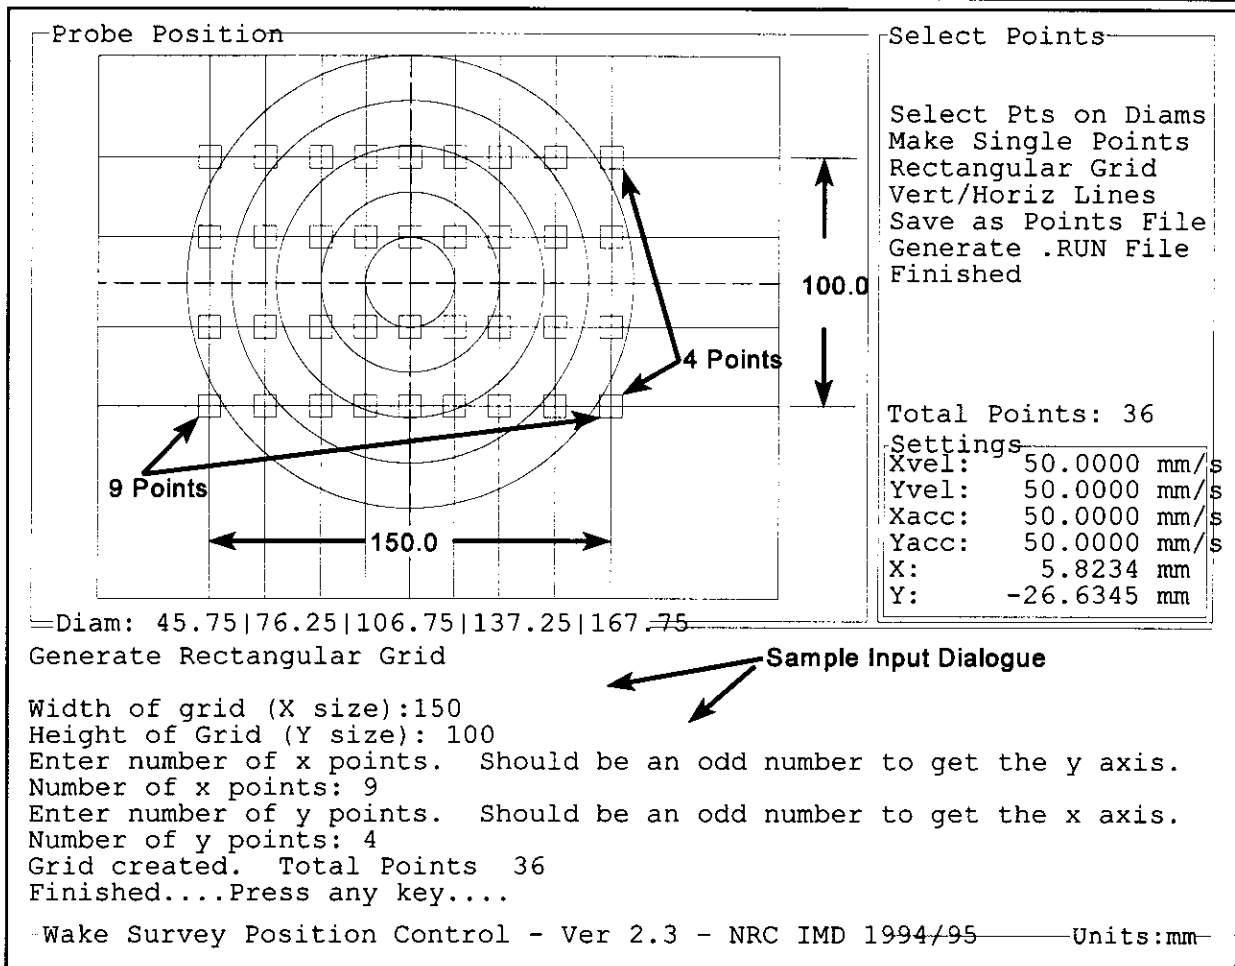 Probe Position
Select Points
Select Pts on Diams
Make Single Points
Rectangular Grid
Vert/Horiz Lines
Save as Points File
Generate .RUN File
Finished
100.0
4 Points
9 Points
150.0
Total Points: 36
Settings
Xvel: 50.0000 mm/s
Yvel: 50.0000 mm/s
Xacc: 50.0000 mm/s
Yacc: 50.0000 mm/s
X: 5.8234 mm
Y: -26.6345 mm
Diam: 45.75|76.25|106.75|137.25|167.75
Generate Rectangular Grid
Sample Input Dialogue
Width of grid (X size):150
Height of Grid (Y size): 100
Enter number of x points. Should be an odd number to get the y axis.
Number of x points: 9
Enter number of y points. Should be an odd number to get the x axis.
Number of y points: 4
Grid created. Total Points 36
Finished....Press any key....
Wake Survey Position Control - Ver 2.3 - NRC IMD 1994/95 Units:mm